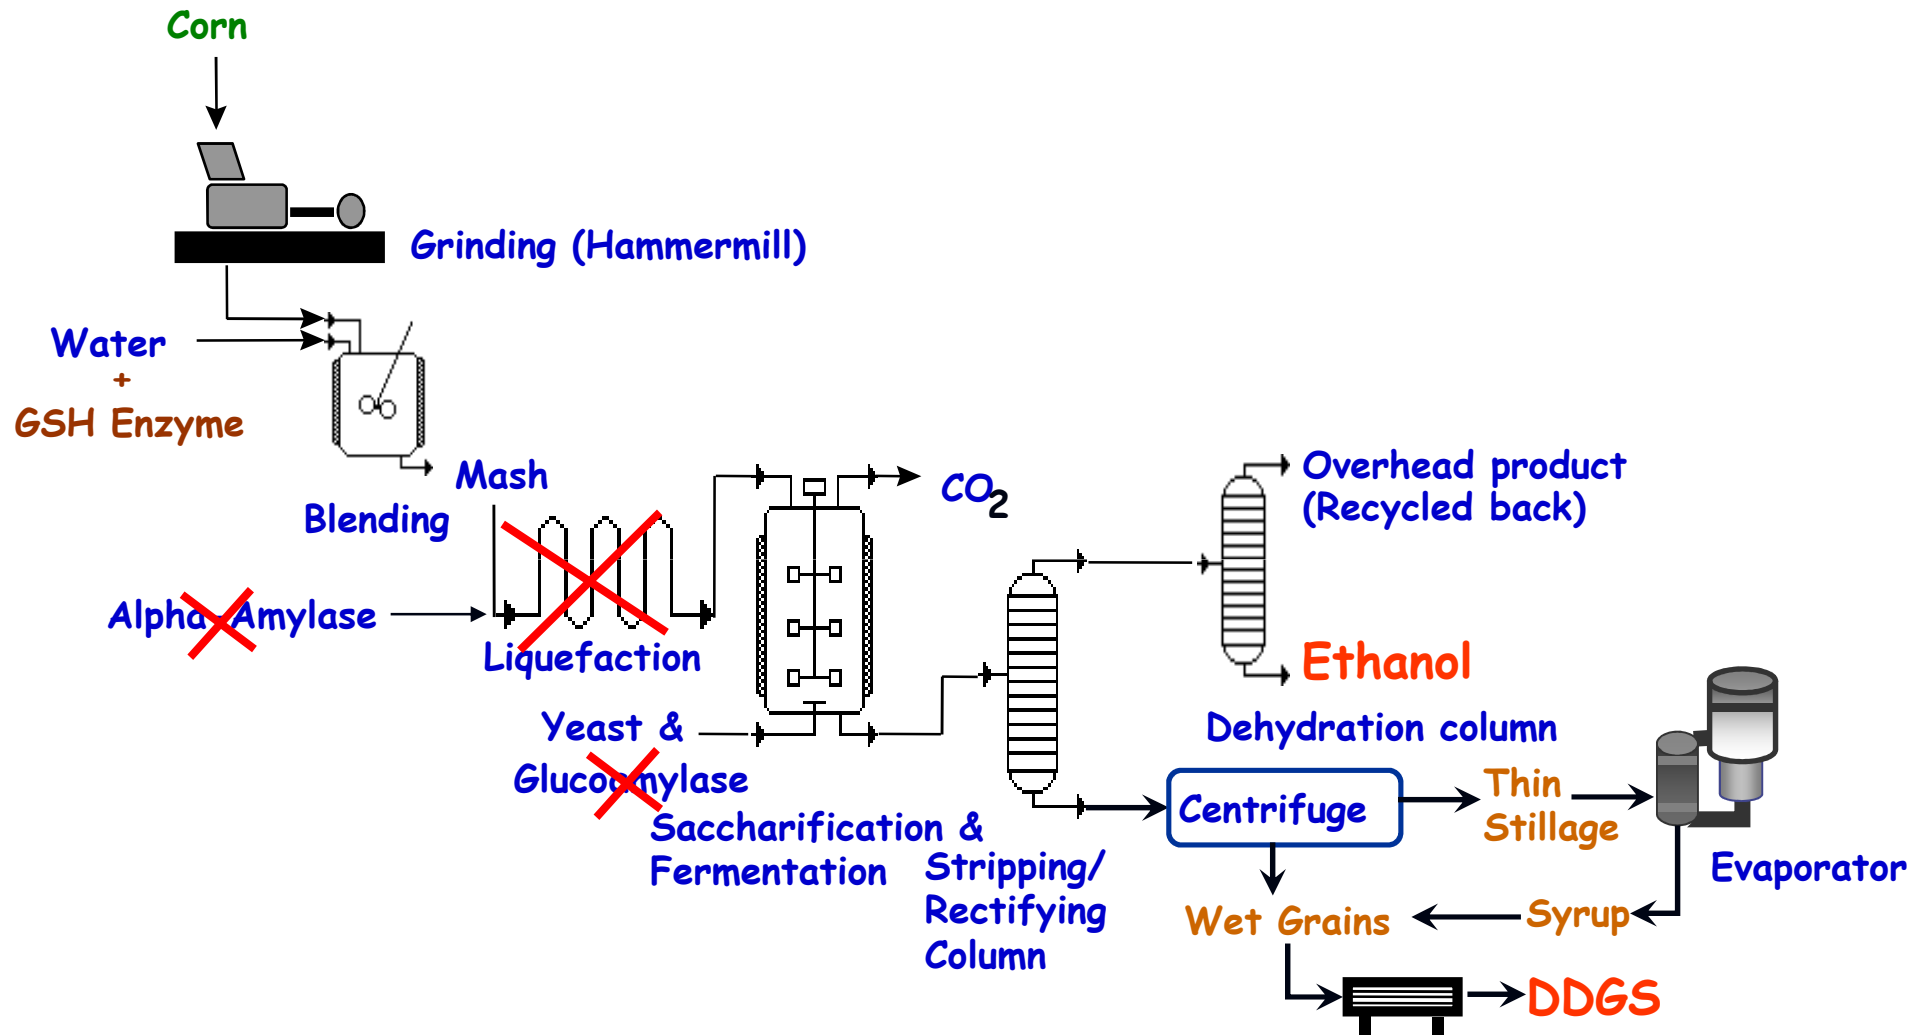 Corn
Grinding (Hammermill)
Water
+
GSH Enzyme
Mash
Blending
Alpha-Amylase
Liquefaction
CO2
Yeast &
Glucoamylase
Saccharification &
Fermentation
Stripping/
Rectifying
Column
Overhead product
(Recycled back)
Ethanol
Dehydration column
Centrifuge
Thin
Stillage
Evaporator
Wet Grains
Syrup
DDGS